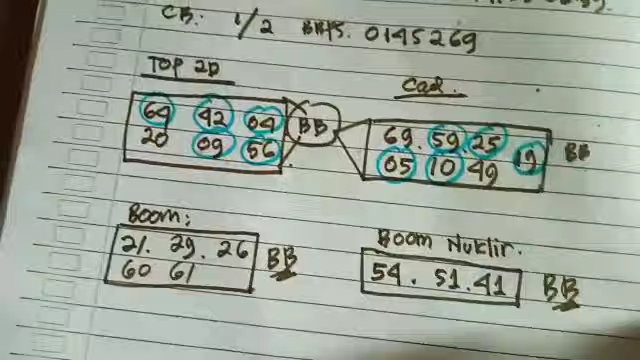 CB: 1/2 BBFS. 0145269
TOP 2D
64 42 04
20 09 56
BB
Cad.
69. 59. 25
05 10 49 19
BB
Boom:
21. 29. 26
60 61
BB
Boom Nuklir.
54. 51. 41
BB